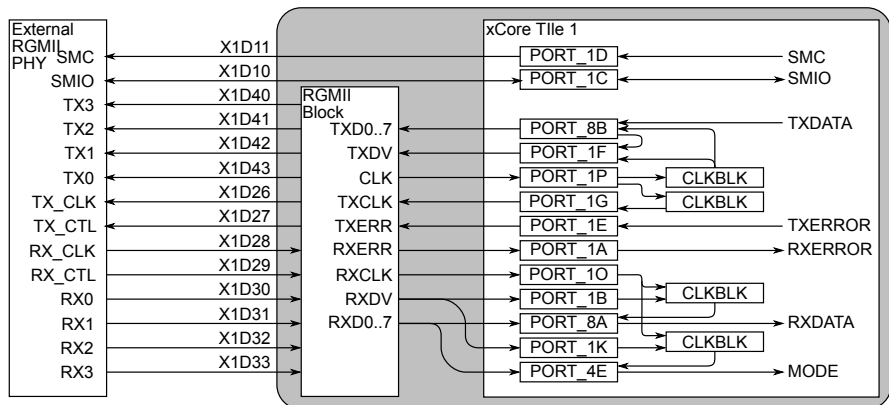 External
RGMII
PHY
SMC
SMIO
TX3
TX2
TX1
TX0
TX_CLK
TX_CTL
RX_CLK
RX_CTL
RX0
RX1
RX2
RX3
X1D11
X1D10
X1D40
X1D41
X1D42
X1D43
X1D26
X1D27
X1D28
X1D29
X1D30
X1D31
X1D32
X1D33
RGMII
Block
TXD0..7
TXDV
CLK
TXCLK
TXERR
RXERR
RXCLK
RXDV
RXD0..7
xCore TIle 1
PORT_1D
PORT_1C
PORT_8B
PORT_1F
PORT_1P
PORT_1G
PORT_1E
PORT_1A
PORT_1O
PORT_1B
PORT_8A
PORT_1K
PORT_4E
CLKBLK
CLKBLK
CLKBLK
CLKBLK
SMC
SMIO
TXDATA
TXERROR
RXERROR
RXDATA
MODE